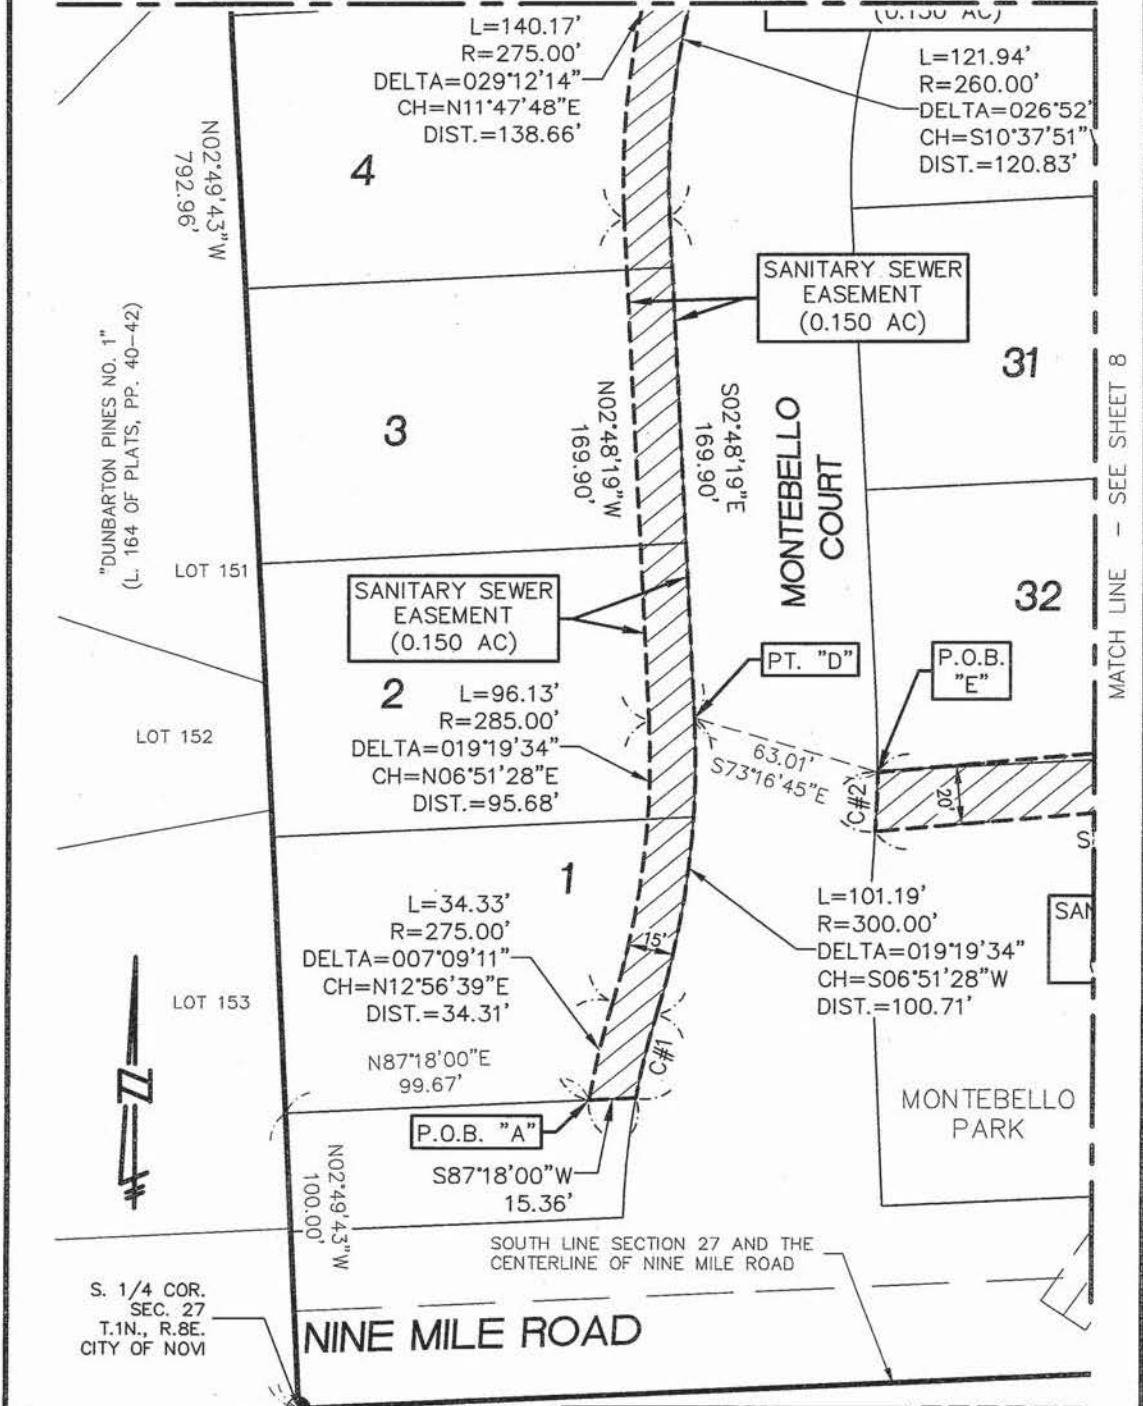 (0.150 AC)
L=140.17'
R=275.00'
DELTA=029°12'14"
CH=N11°47'48"E
DIST.=138.66'
L=121.94'
R=260.00'
DELTA=026°52'
CH=S10°37'51"
DIST.=120.83'
N02°49'43"W
792.96'
4
SANITARY SEWER
EASEMENT
(0.150 AC)
31
"DUNBARTON PINES NO. 1"
(L. 164 OF PLATS, PP. 40-42)
3
N02°48'19"W
169.90'
S02°48'19"E
169.90'
MONTEBELLO
COURT
MATCH LINE - SEE SHEET 8
LOT 151
SANITARY SEWER
EASEMENT
(0.150 AC)
32
PT. "D"
P.O.B.
"E"
2
L=96.13'
R=285.00'
DELTA=019°19'34"
CH=N06°51'28"E
DIST.=95.68'
LOT 152
63.01'
S73°16'45"E
C#2
20'
S
1
L=34.33'
R=275.00'
DELTA=007°09'11"
CH=N12°56'39"E
DIST.=34.31'
15'
L=101.19'
R=300.00'
DELTA=019°19'34"
CH=S06°51'28"W
DIST.=100.71'
SAN
LOT 153
N87°18'00"E
99.67'
C#1
MONTEBELLO
PARK
P.O.B. "A"
S87°18'00"W
15.36'
N02°49'43"W
100.00'
SOUTH LINE SECTION 27 AND THE
CENTERLINE OF NINE MILE ROAD
S. 1/4 COR.
SEC. 27
T.1N., R.8E.
CITY OF NOVI
NINE MILE ROAD